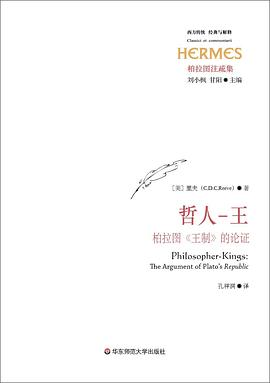 西方传统 经典与解释
Classici et commentarii
HERMES
柏拉图注疏集
刘小枫 甘阳●主编
[美]里夫(C.D.C.Reeve)●著
哲人-王
柏拉图《王制》的论证
Philosopher-Kings:
The Argument of Plato's Republic
孔祥润●译
华东师范大学出版社